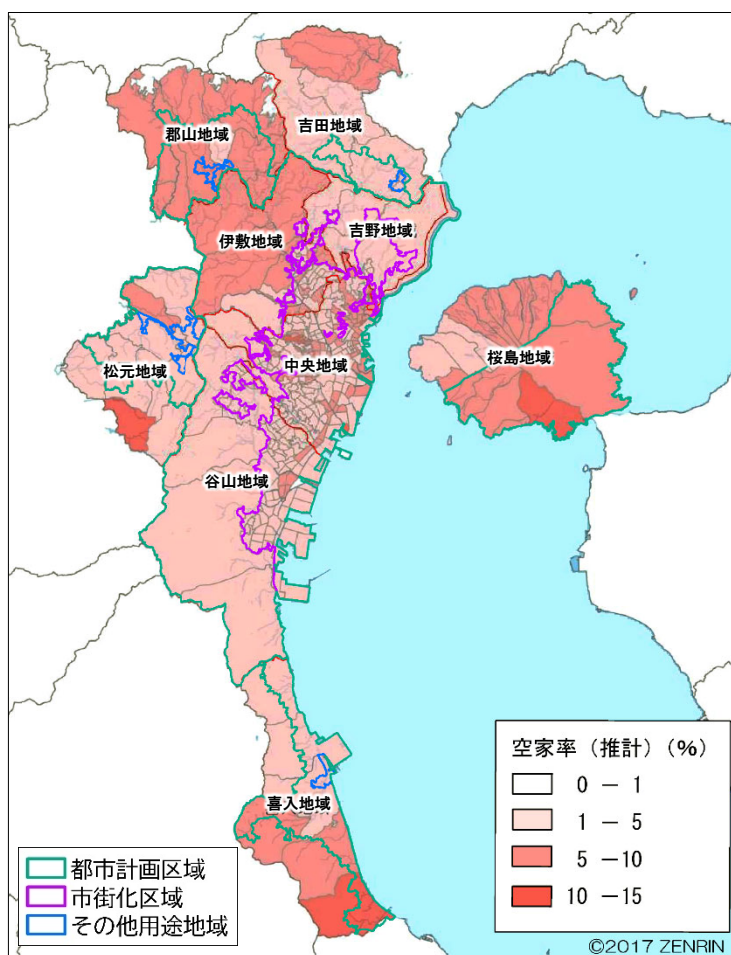 吉田地域
郡山地域
吉野地域
伊敷地域
桜島地域
中央地域
松元地域
谷山地域
喜入地域
空家率（推計）（%）
0 － 1
1 － 5
5 －10
10 －15
都市計画区域
市街化区域
その他用途地域
©2017 ZENRIN